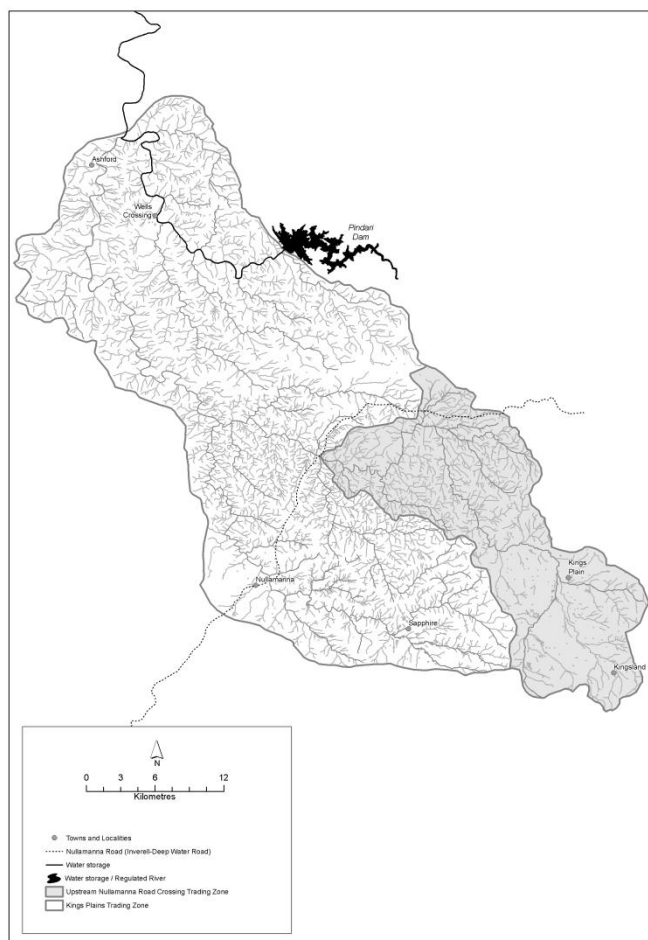 Ashford
Wells
Crossing
Pindari
Dam
Kings
Plain
Nullamanna
Sapphire
Kingsland
N
0 3 6 9 12
Kilometres
Towns and Localities
Nullamanna Road (Inverell-Deep Water Road)
Water storage
Water storage / Regulated River
Upstream Nullamanna Road Crossing Trading Zone
Kings Plains Trading Zone